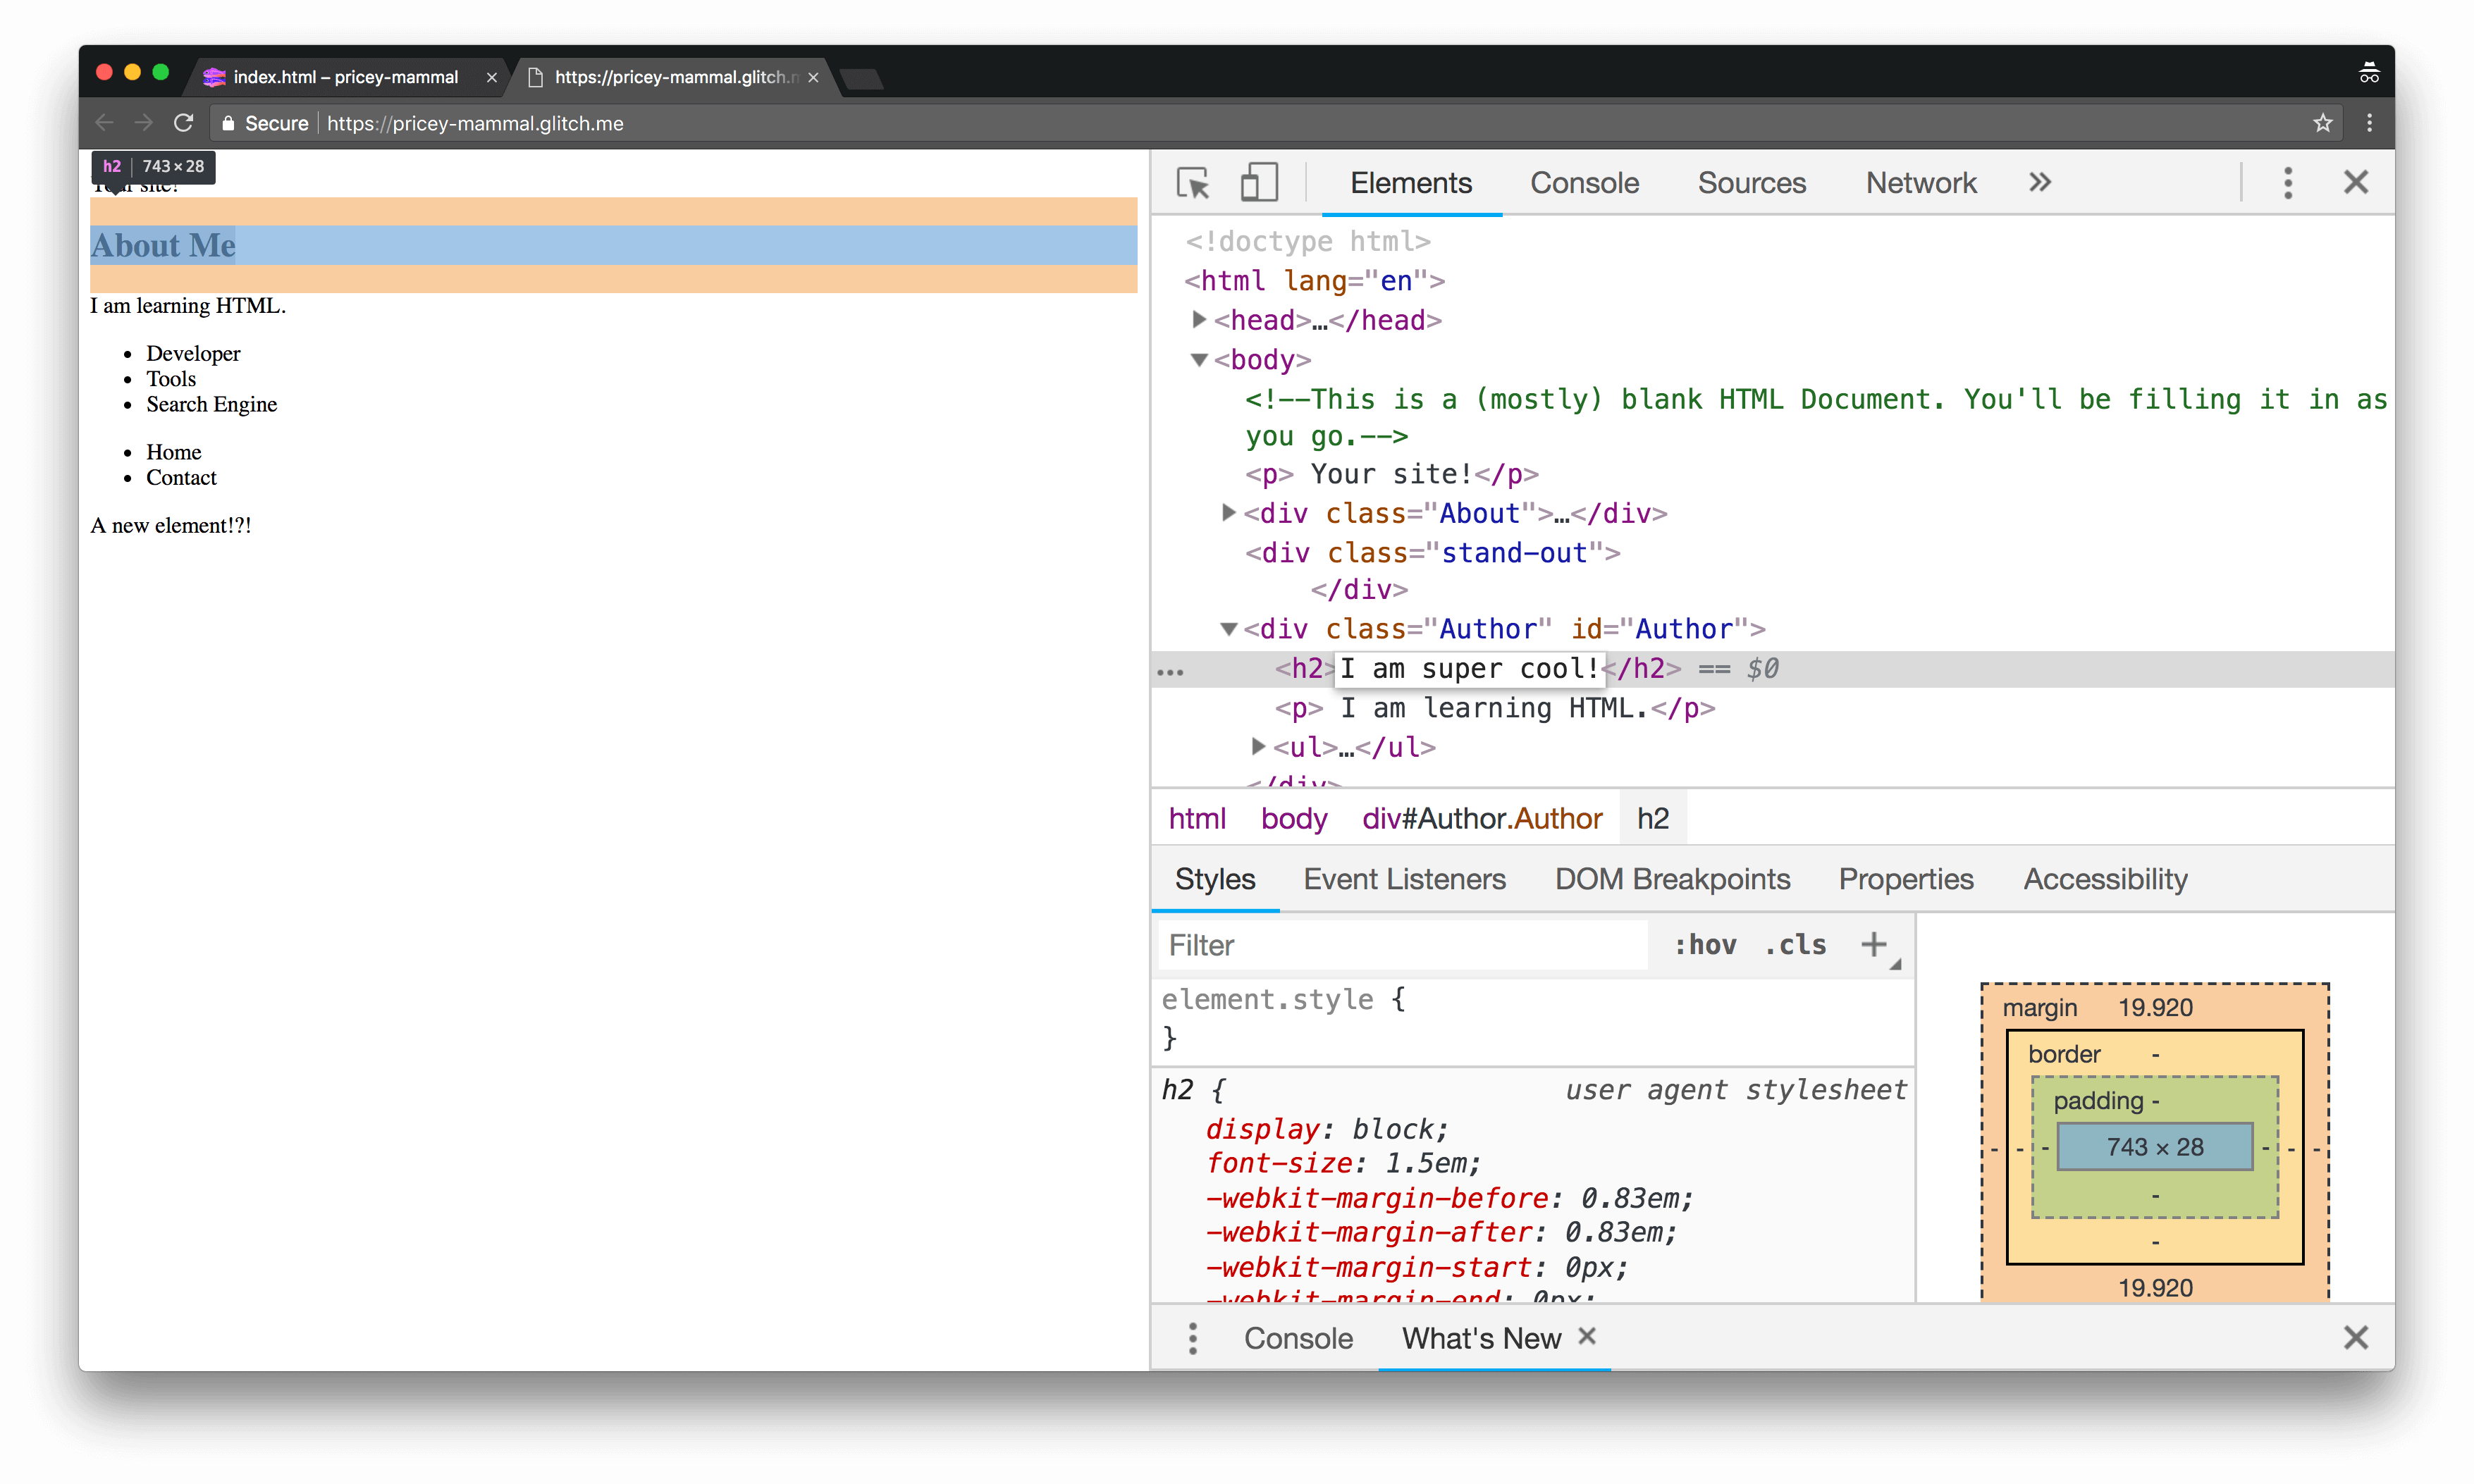 index.html – pricey-mammal
https://pricey-mammal.glitch.m
Secure https://pricey-mammal.glitch.me
h2 743 × 28
Your site!
About Me
I am learning HTML.
• Developer
• Tools
• Search Engine
• Home
• Contact
A new element!?!
Elements Console Sources Network »
<!doctype html>
<html lang="en">
<head>…</head>
<body>
<!--This is a (mostly) blank HTML Document. You'll be filling it in as
you go.-->
<p> Your site!</p>
<div class="About">…</div>
<div class="stand-out">
</div>
<div class="Author" id="Author">
… <h2>I am super cool!</h2> == $0
<p> I am learning HTML.</p>
<ul>…</ul>
</div>
html body div#Author.Author h2
Styles Event Listeners DOM Breakpoints Properties Accessibility
Filter :hov .cls +
element.style {
}
h2 { user agent stylesheet
display: block;
font-size: 1.5em;
-webkit-margin-before: 0.83em;
-webkit-margin-after: 0.83em;
-webkit-margin-start: 0px;
-webkit-margin-end: 0px;
margin 19.920
border -
padding -
- - - 743 × 28 - - -
-
-
19.920
Console What's New